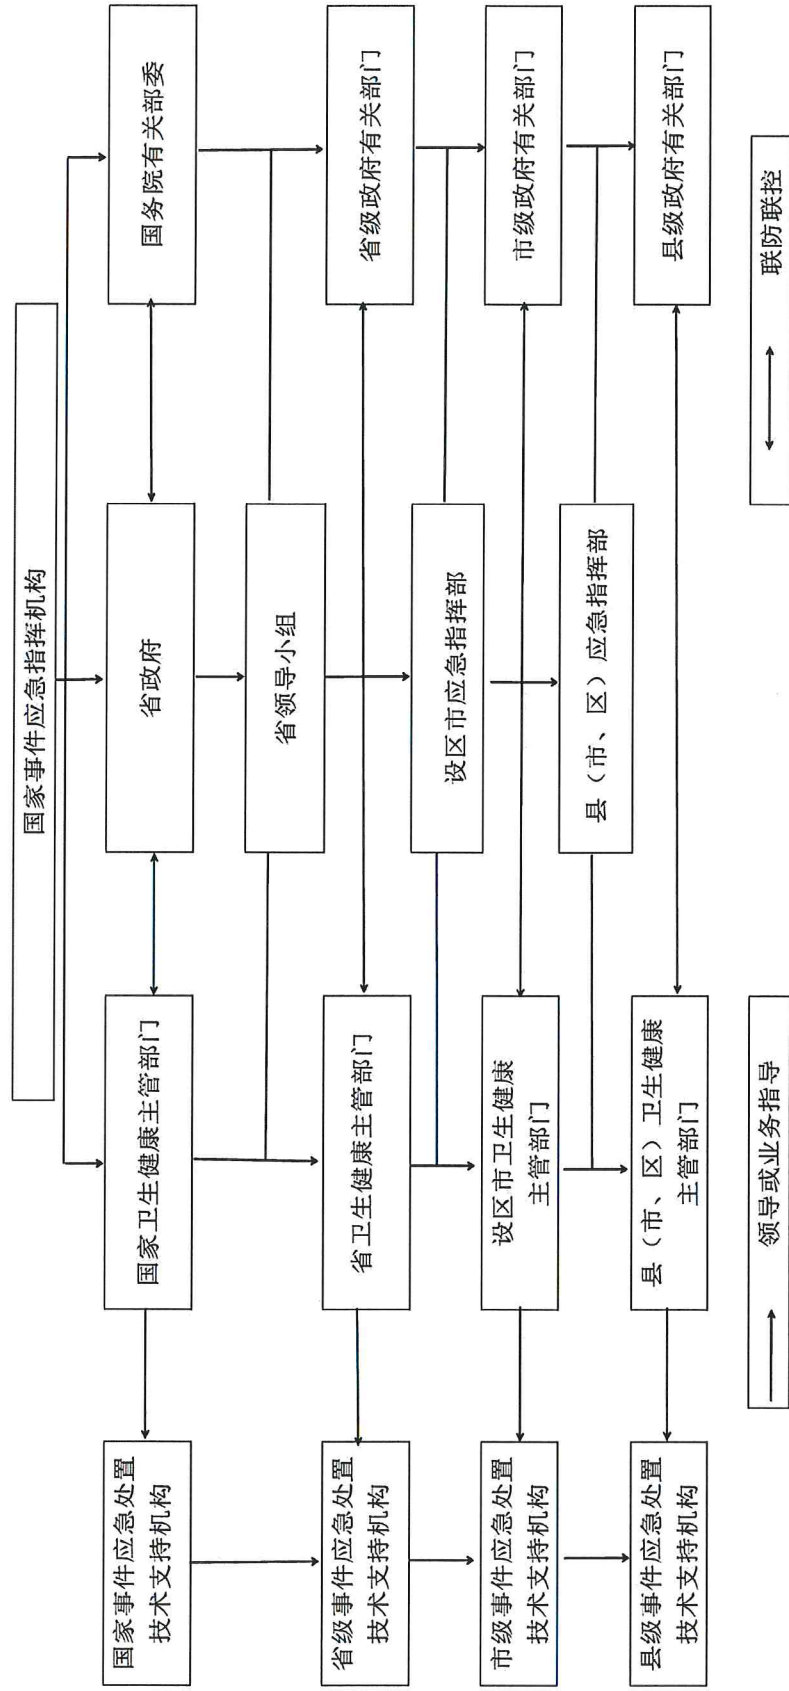 国家事件应急指挥机构
国家事件应急处置
技术支持机构
国家卫生健康主管部门
省政府
国务院有关部委
省领导小组
省级事件应急处置
技术支持机构
省卫生健康主管部门
省级政府有关部门
设区市应急指挥部
市级事件应急处置
技术支持机构
设区市卫生健康
主管部门
市级政府有关部门
县（市、区）应急指挥部
县级事件应急处置
技术支持机构
县（市、区）卫生健康
主管部门
县级政府有关部门
领导或业务指导
联防联控